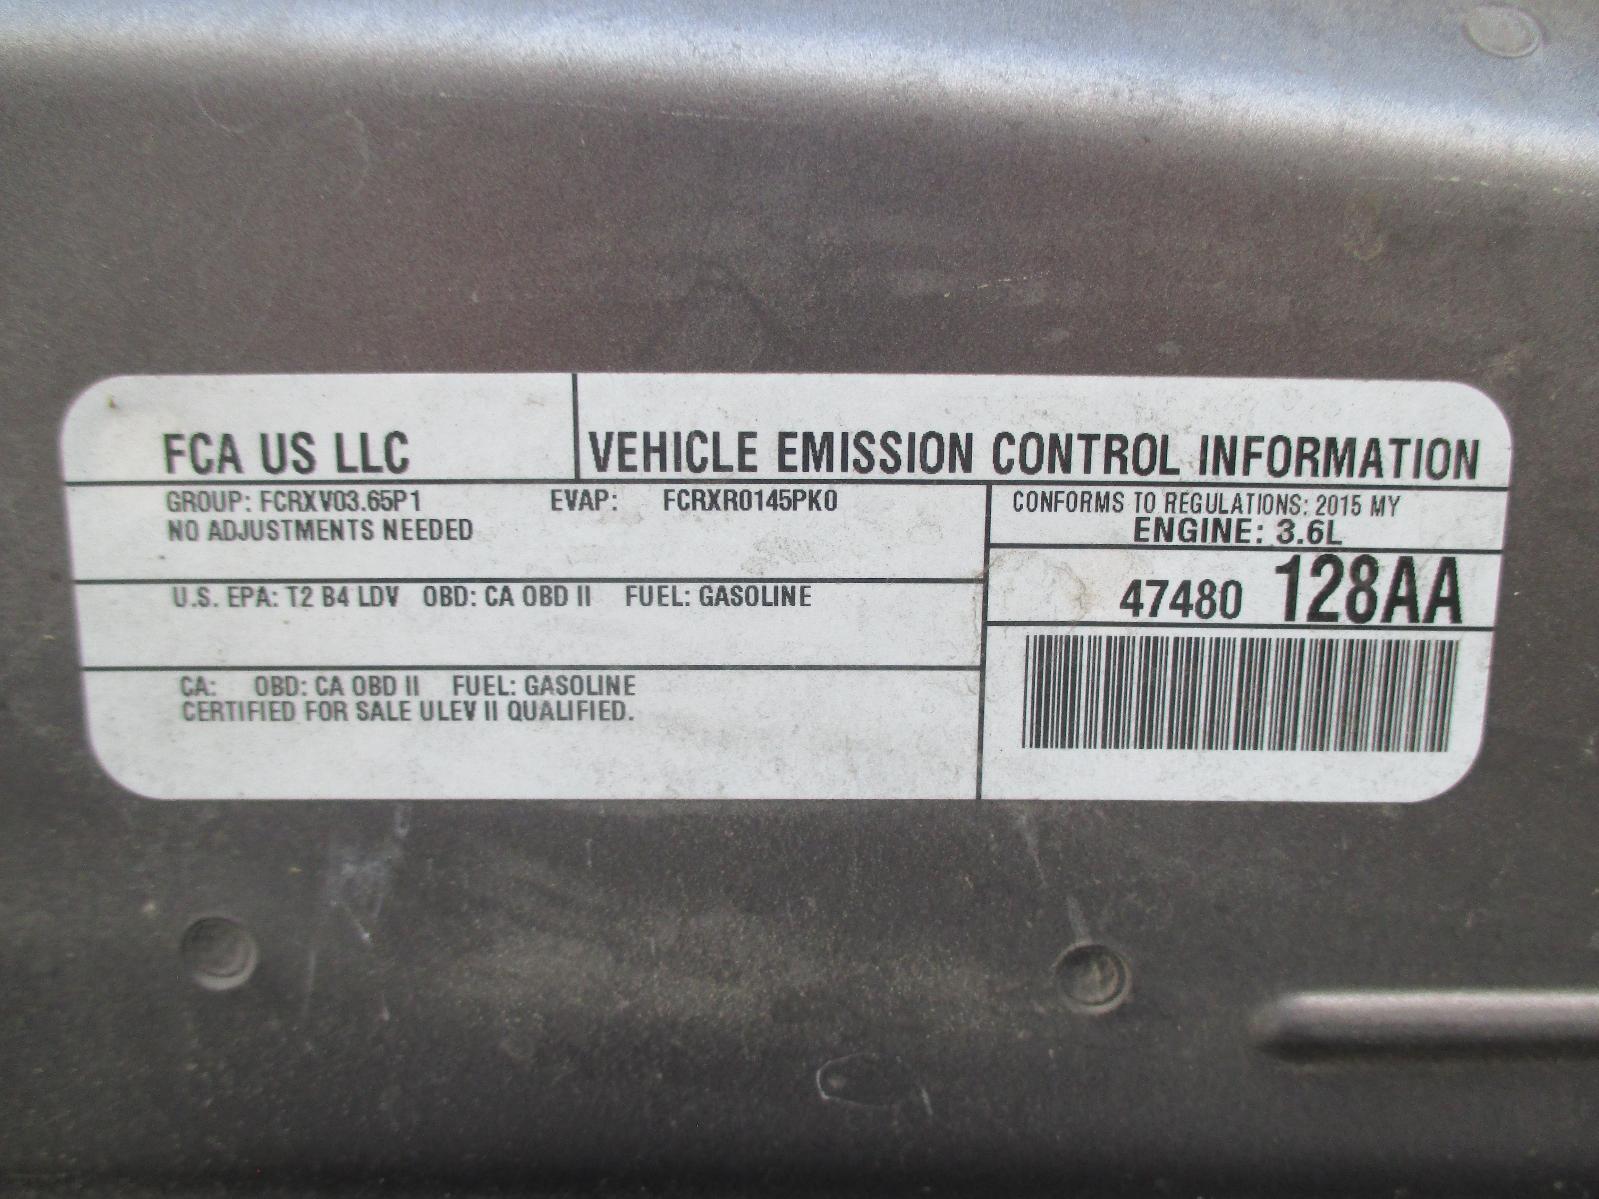 FCA US LLC
VEHICLE EMISSION CONTROL INFORMATION
GROUP: FCRXV03.65P1 EVAP: FCRXR0145PK0
NO ADJUSTMENTS NEEDED
CONFORMS TO REGULATIONS: 2015 MY
ENGINE: 3.6L
U.S. EPA: T2 B4 LDV OBD: CA OBD II FUEL: GASOLINE
47480 128AA
CA: OBD: CA OBD II FUEL: GASOLINE
CERTIFIED FOR SALE ULEV II QUALIFIED.